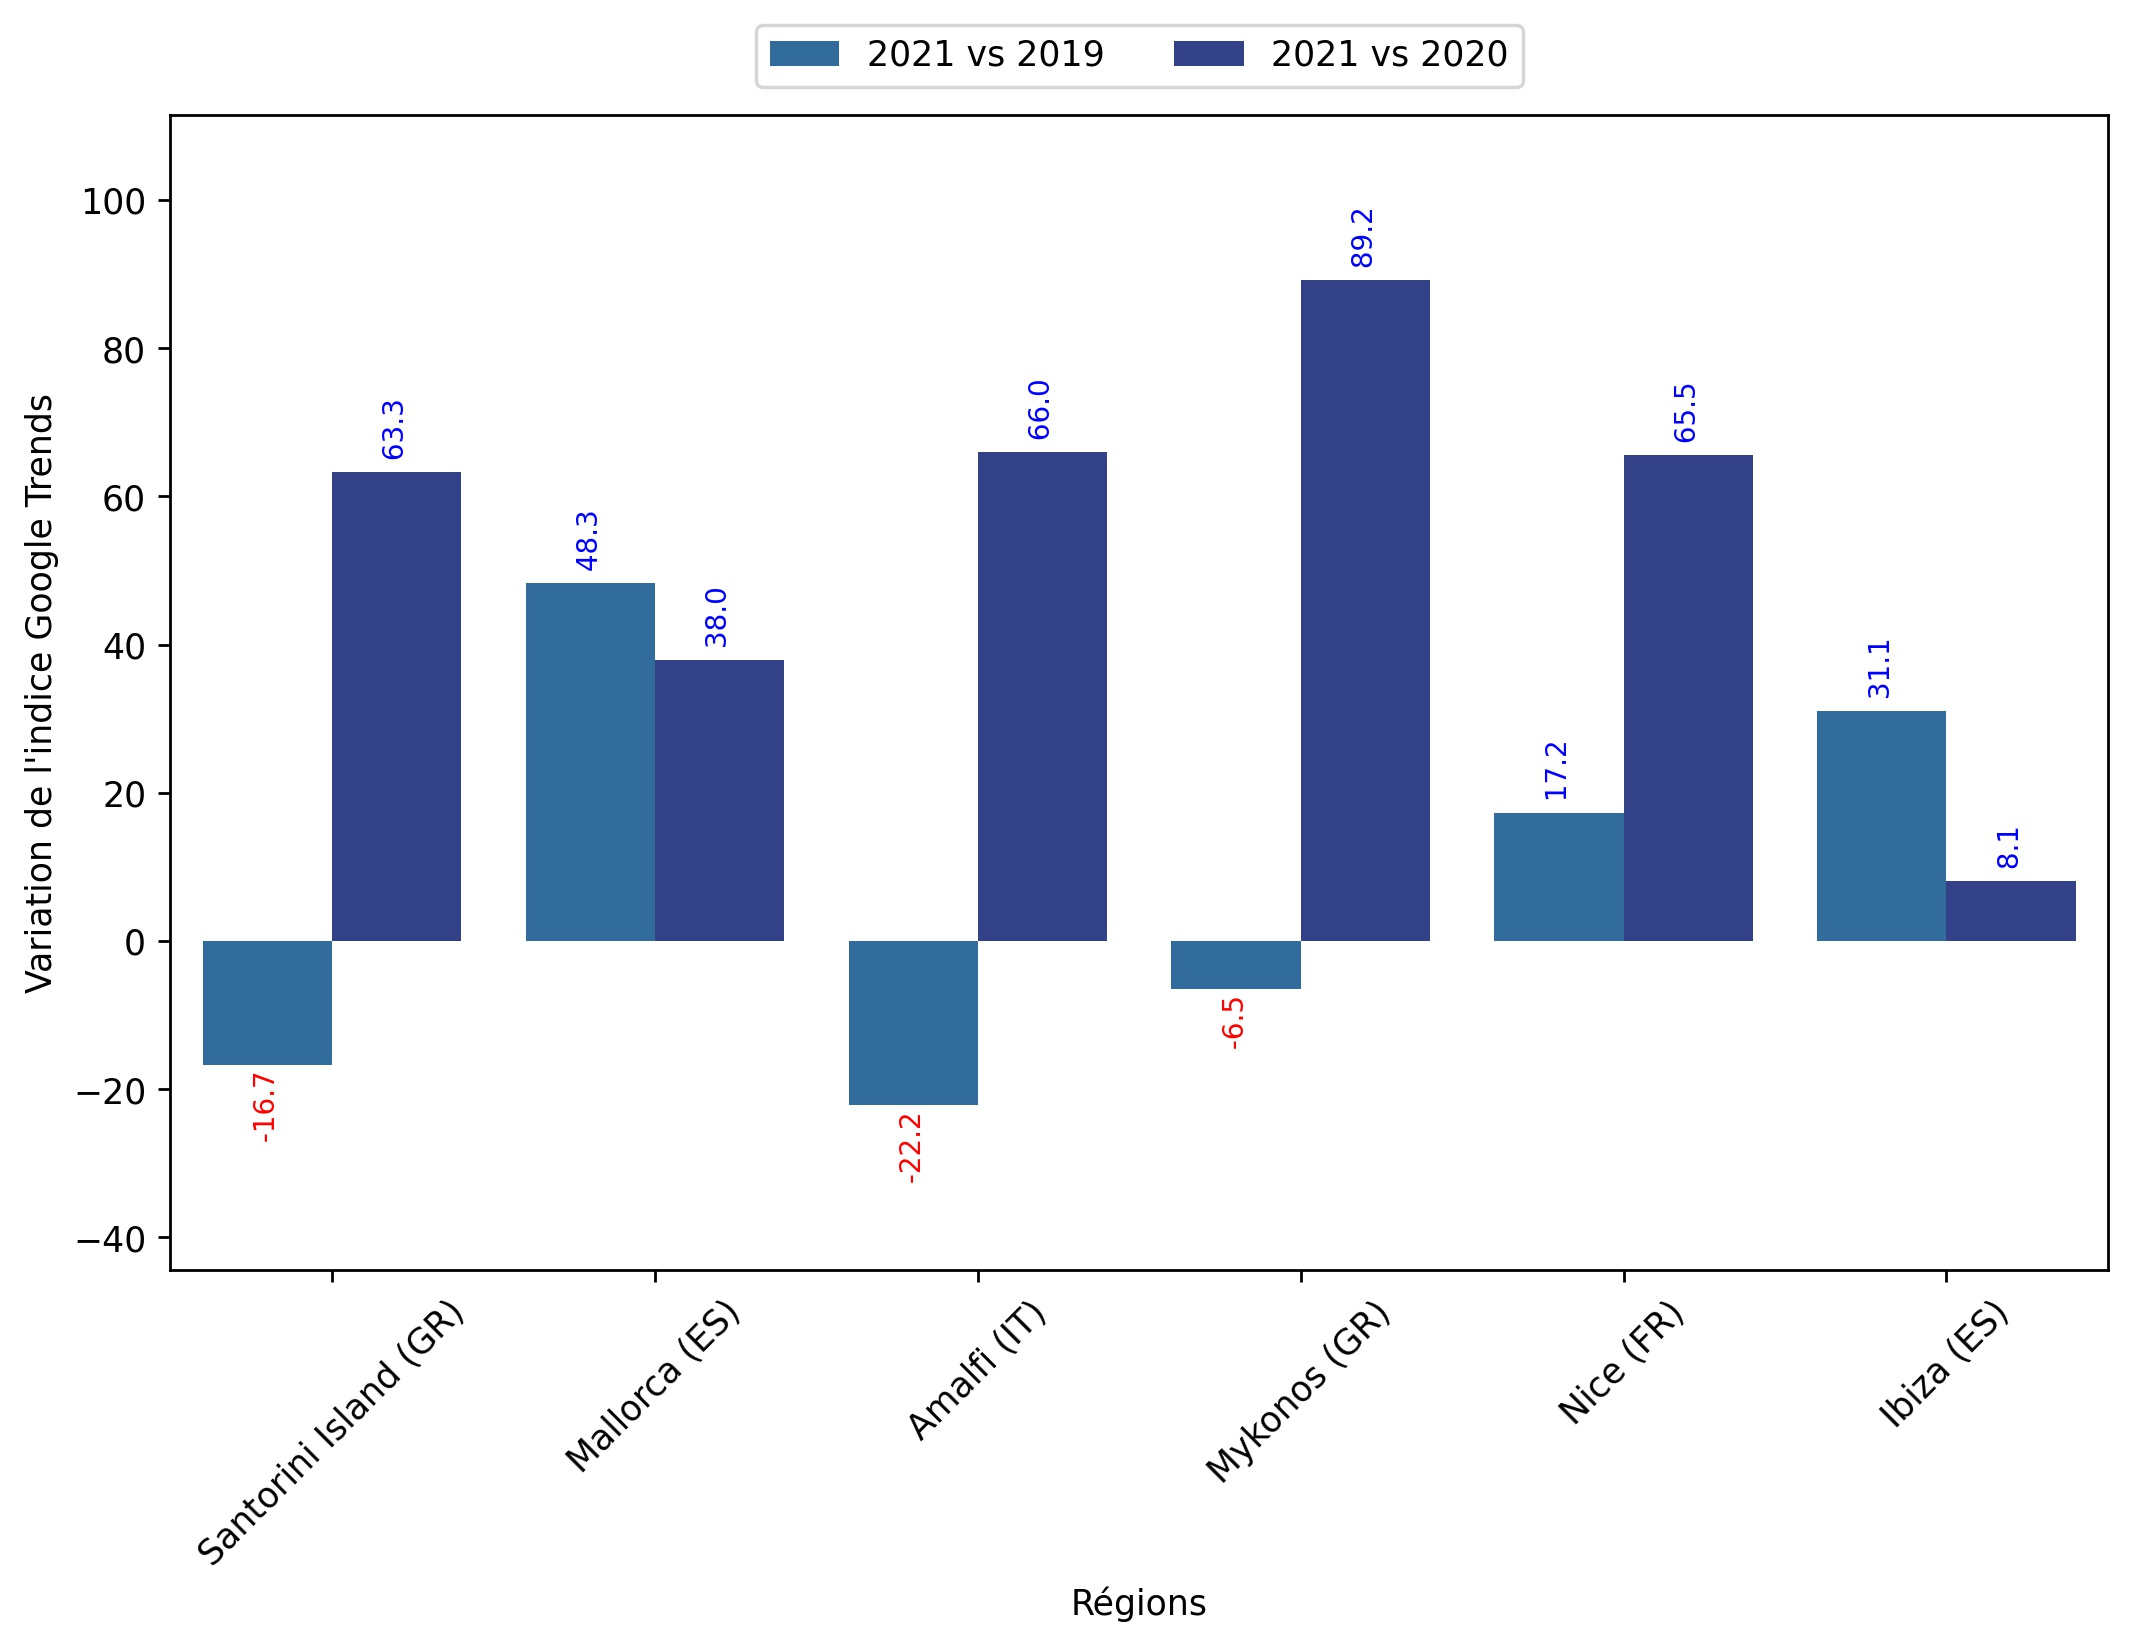 2021 vs 2019
2021 vs 2020
Variation de l'indice Google Trends
100
80
60
40
20
0
−20
−40
-16.7
63.3
48.3
38.0
-22.2
66.0
-6.5
89.2
17.2
65.5
31.1
8.1
Santorini Island (GR)
Mallorca (ES)
Amalfi (IT)
Mykonos (GR)
Nice (FR)
Ibiza (ES)
Régions